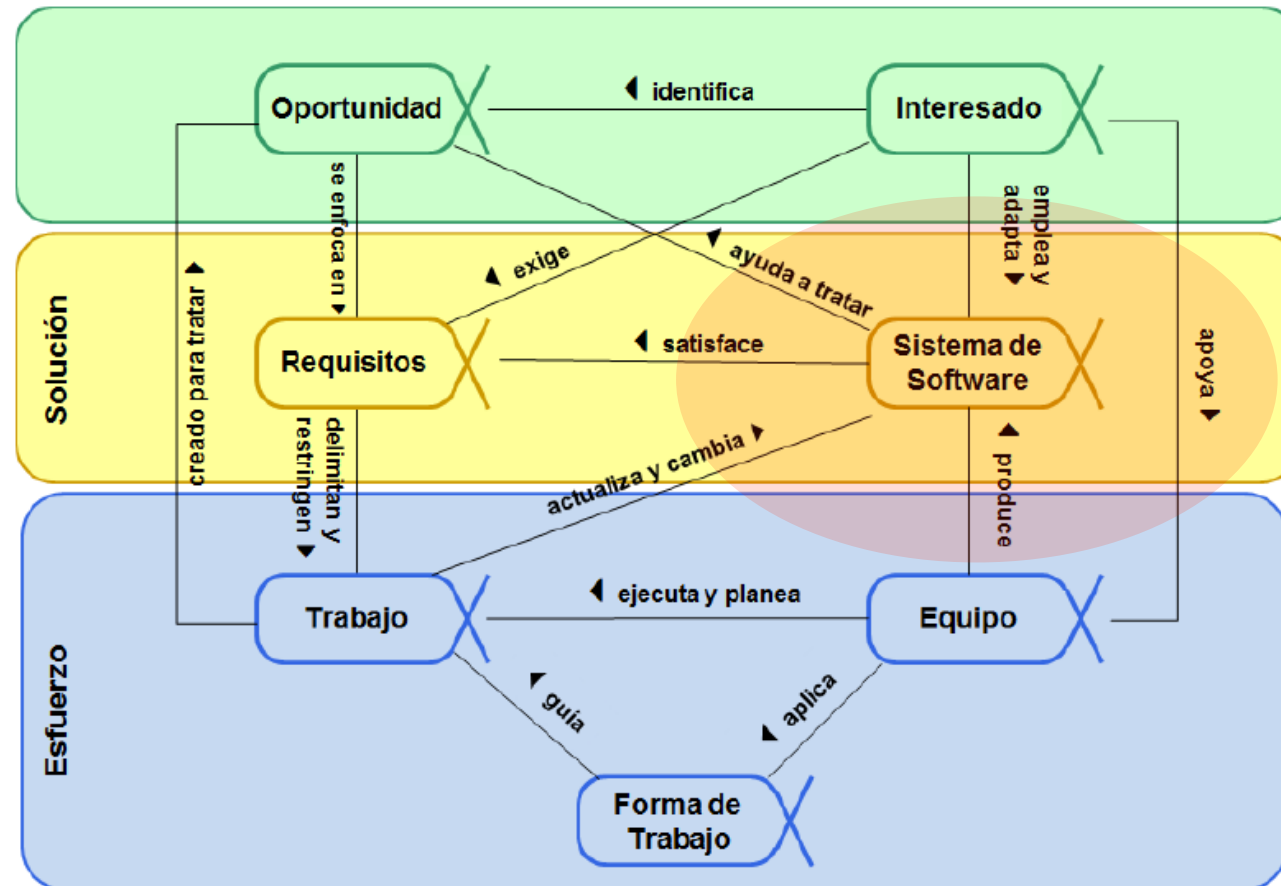 Oportunidad
identifica
Interesado
se enfoca en
emplea y
adapta
exige
ayuda a tratar
Solución
creado para tratar
Requisitos
satisface
Sistema de
Software
apoya
delimitan y
restringen
actualiza y cambia
produce
Esfuerzo
Trabajo
ejecuta y planea
Equipo
guía
aplica
Forma de
Trabajo